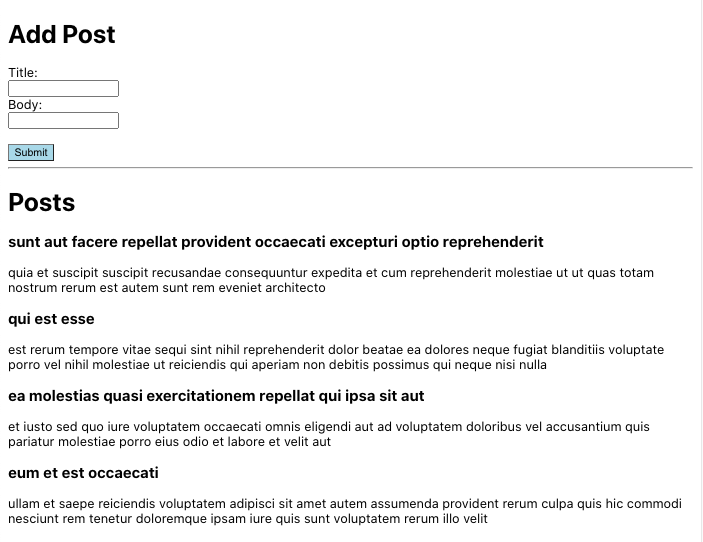 Add Post
Title:
Body:
Submit
Posts
sunt aut facere repellat provident occaecati excepturi optio reprehenderit
quia et suscipit suscipit recusandae consequuntur expedita et cum reprehenderit molestiae ut ut quas totam
nostrum rerum est autem sunt rem eveniet architecto
qui est esse
est rerum tempore vitae sequi sint nihil reprehenderit dolor beatae ea dolores neque fugiat blanditiis voluptate
porro vel nihil molestiae ut reiciendis qui aperiam non debitis possimus qui neque nisi nulla
ea molestias quasi exercitationem repellat qui ipsa sit aut
et iusto sed quo iure voluptatem occaecati omnis eligendi aut ad voluptatem doloribus vel accusantium quis
pariatur molestiae porro eius odio et labore et velit aut
eum et est occaecati
ullam et saepe reiciendis voluptatem adipisci sit amet autem assumenda provident rerum culpa quis hic commodi
nesciunt rem tenetur doloremque ipsam iure quis sunt voluptatem rerum illo velit